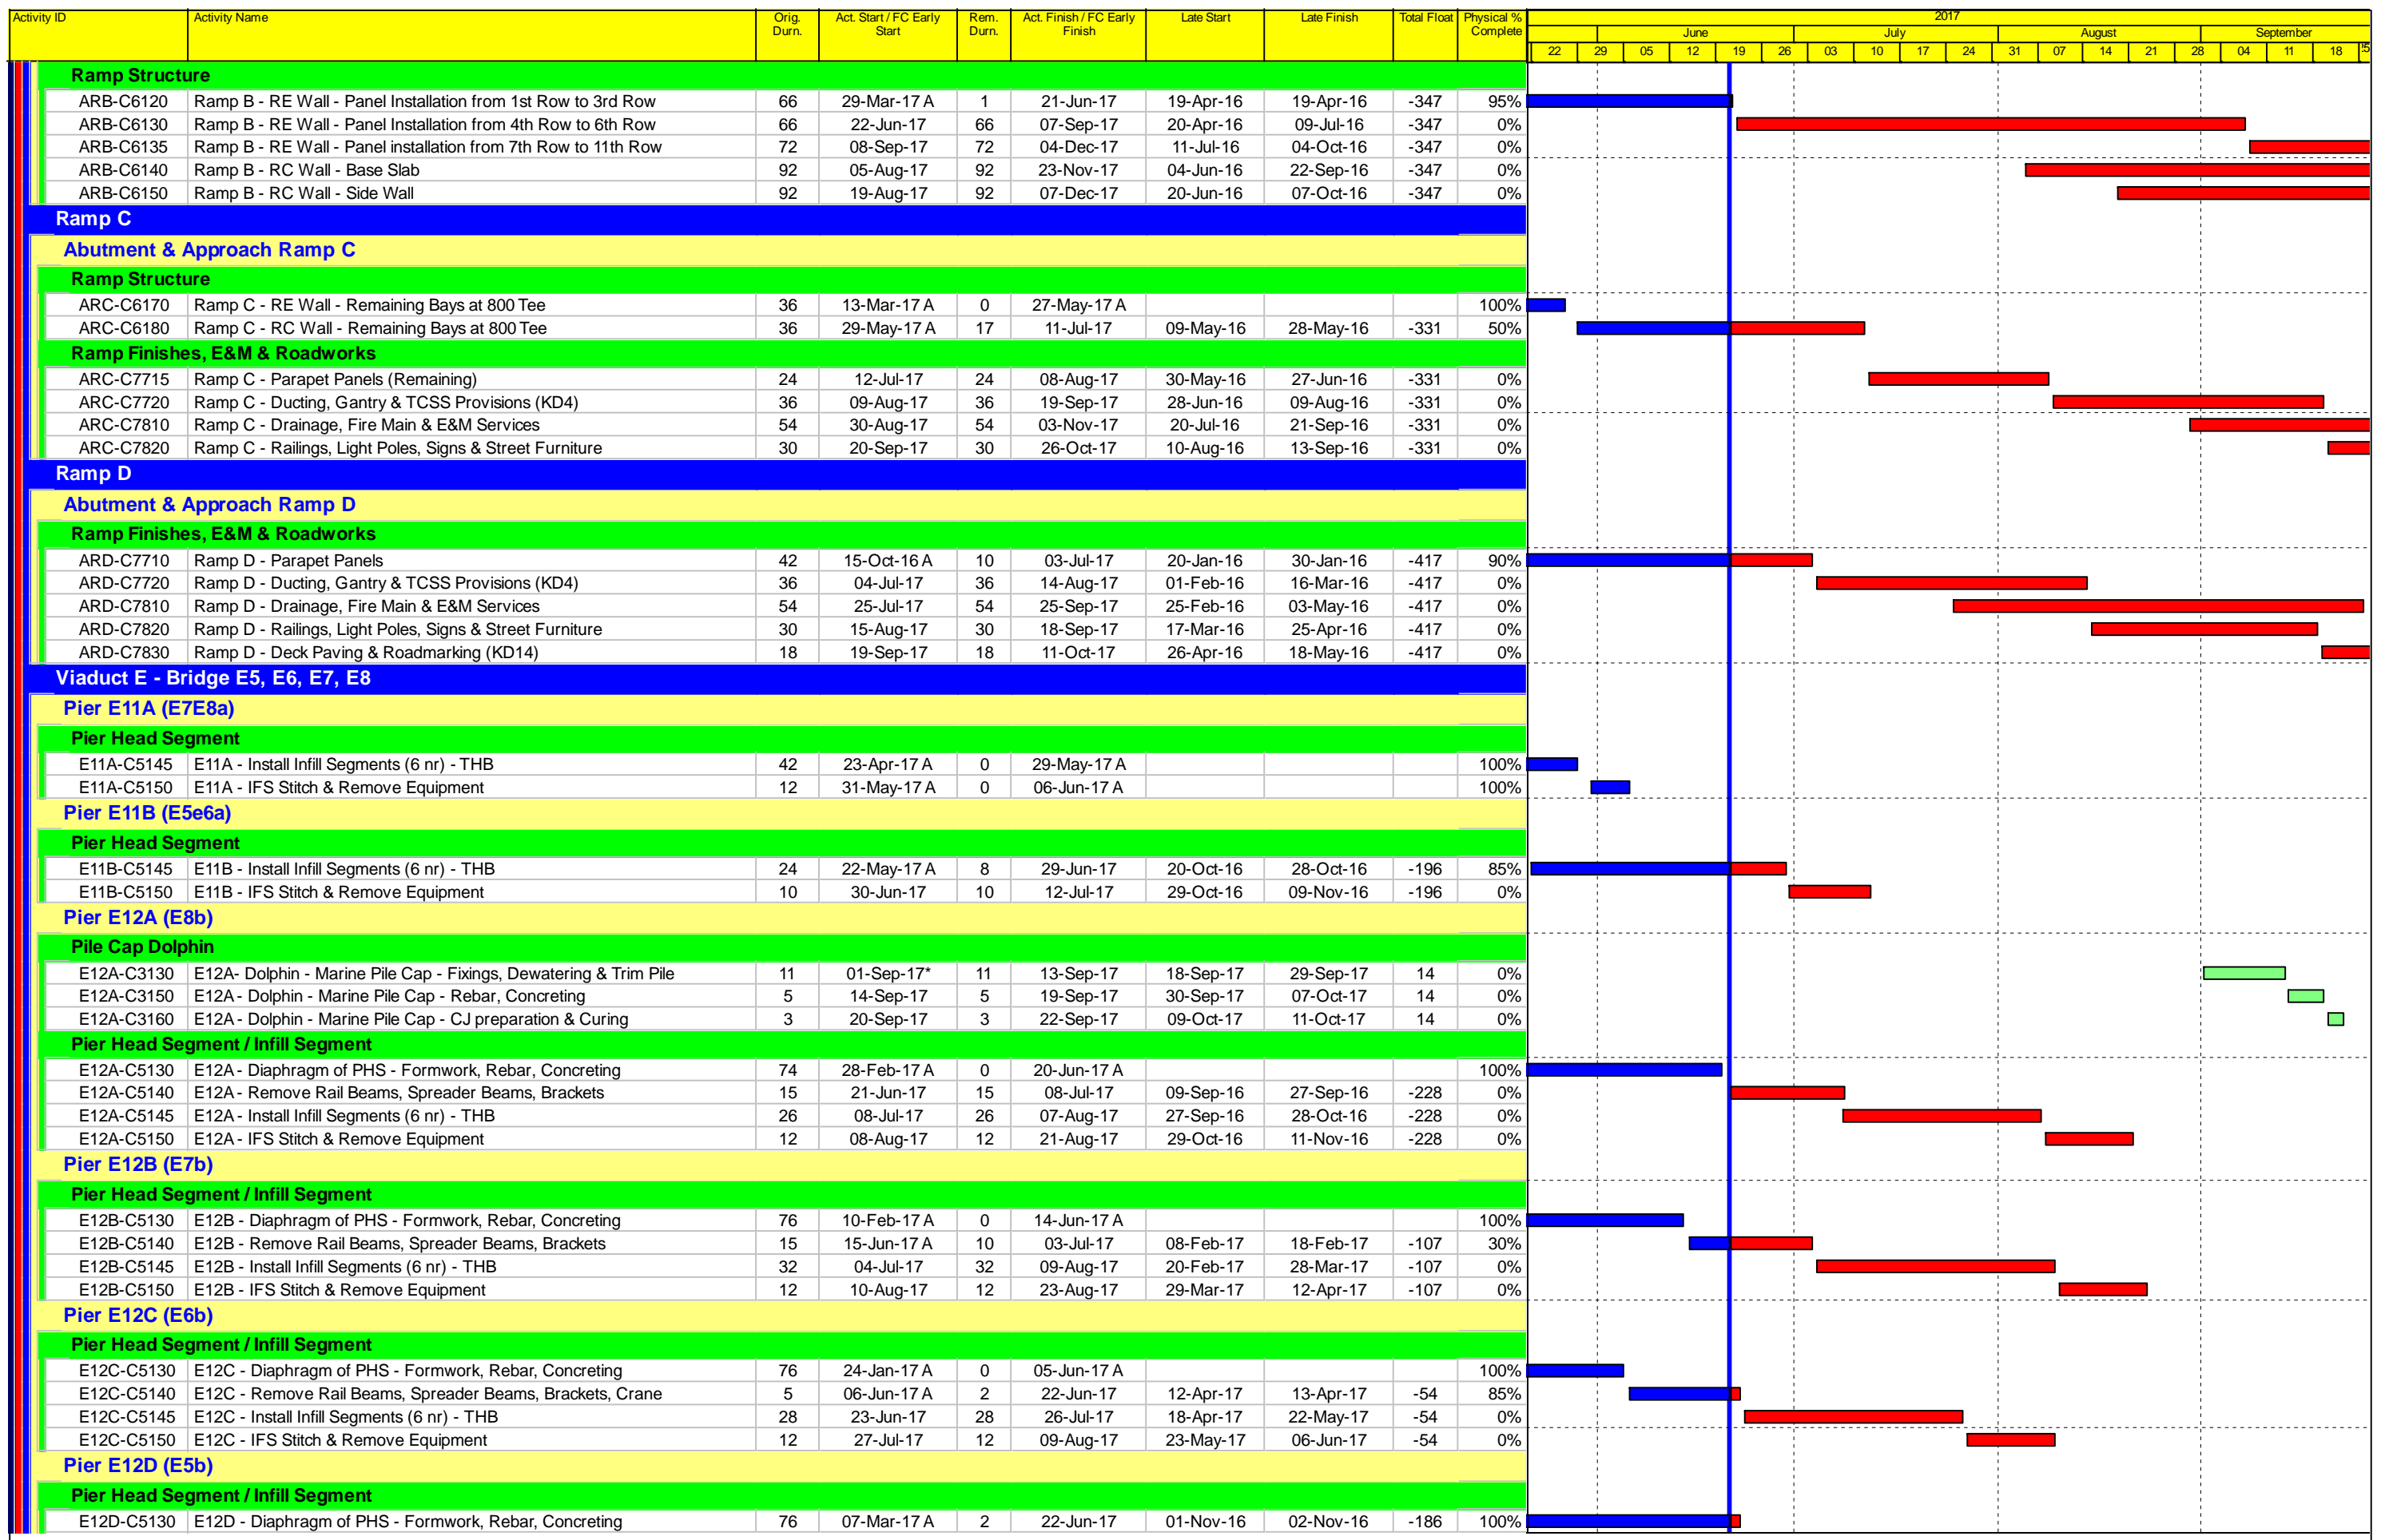 Activity ID Activity Name Orig. Durn. Act. Start / FC Early Start Rem. Durn. Act. Finish / FC Early Finish Late Start Late Finish Total Float Physical % Complete 2017
June July August September
22 29 05 12 19 26 03 10 17 24 31 07 14 21 28 04 11 18
Ramp Structure
ARB-C6120 Ramp B - RE Wall - Panel Installation from 1st Row to 3rd Row 66 29-Mar-17 A 1 21-Jun-17 19-Apr-16 19-Apr-16 -347 95%
ARB-C6130 Ramp B - RE Wall - Panel Installation from 4th Row to 6th Row 66 22-Jun-17 66 07-Sep-17 20-Apr-16 09-Jul-16 -347 0%
ARB-C6135 Ramp B - RE Wall - Panel installation from 7th Row to 11th Row 72 08-Sep-17 72 04-Dec-17 11-Jul-16 04-Oct-16 -347 0%
ARB-C6140 Ramp B - RC Wall - Base Slab 92 05-Aug-17 92 23-Nov-17 04-Jun-16 22-Sep-16 -347 0%
ARB-C6150 Ramp B - RC Wall - Side Wall 92 19-Aug-17 92 07-Dec-17 20-Jun-16 07-Oct-16 -347 0%
Ramp C
Abutment & Approach Ramp C
Ramp Structure
ARC-C6170 Ramp C - RE Wall - Remaining Bays at 800 Tee 36 13-Mar-17 A 0 27-May-17 A 100%
ARC-C6180 Ramp C - RC Wall - Remaining Bays at 800 Tee 36 29-May-17 A 17 11-Jul-17 09-May-16 28-May-16 -331 50%
Ramp Finishes, E&M & Roadworks
ARC-C7715 Ramp C - Parapet Panels (Remaining) 24 12-Jul-17 24 08-Aug-17 30-May-16 27-Jun-16 -331 0%
ARC-C7720 Ramp C - Ducting, Gantry & TCSS Provisions (KD4) 36 09-Aug-17 36 19-Sep-17 28-Jun-16 09-Aug-16 -331 0%
ARC-C7810 Ramp C - Drainage, Fire Main & E&M Services 54 30-Aug-17 54 03-Nov-17 20-Jul-16 21-Sep-16 -331 0%
ARC-C7820 Ramp C - Railings, Light Poles, Signs & Street Furniture 30 20-Sep-17 30 26-Oct-17 10-Aug-16 13-Sep-16 -331 0%
Ramp D
Abutment & Approach Ramp D
Ramp Finishes, E&M & Roadworks
ARD-C7710 Ramp D - Parapet Panels 42 15-Oct-16 A 10 03-Jul-17 20-Jan-16 30-Jan-16 -417 90%
ARD-C7720 Ramp D - Ducting, Gantry & TCSS Provisions (KD4) 36 04-Jul-17 36 14-Aug-17 01-Feb-16 16-Mar-16 -417 0%
ARD-C7810 Ramp D - Drainage, Fire Main & E&M Services 54 25-Jul-17 54 25-Sep-17 25-Feb-16 03-May-16 -417 0%
ARD-C7820 Ramp D - Railings, Light Poles, Signs & Street Furniture 30 15-Aug-17 30 18-Sep-17 17-Mar-16 25-Apr-16 -417 0%
ARD-C7830 Ramp D - Deck Paving & Roadmarking (KD14) 18 19-Sep-17 18 11-Oct-17 26-Apr-16 18-May-16 -417 0%
Viaduct E - Bridge E5, E6, E7, E8
Pier E11A (E7E8a)
Pier Head Segment
E11A-C5145 E11A - Install Infill Segments (6 nr) - THB 42 23-Apr-17 A 0 29-May-17 A 100%
E11A-C5150 E11A - IFS Stitch & Remove Equipment 12 31-May-17 A 0 06-Jun-17 A 100%
Pier E11B (E5e6a)
Pier Head Segment
E11B-C5145 E11B - Install Infill Segments (6 nr) - THB 24 22-May-17 A 8 29-Jun-17 20-Oct-16 28-Oct-16 -196 85%
E11B-C5150 E11B - IFS Stitch & Remove Equipment 10 30-Jun-17 10 12-Jul-17 29-Oct-16 09-Nov-16 -196 0%
Pier E12A (E8b)
Pile Cap Dolphin
E12A-C3130 E12A- Dolphin - Marine Pile Cap - Fixings, Dewatering & Trim Pile 11 01-Sep-17* 11 13-Sep-17 18-Sep-17 29-Sep-17 14 0%
E12A-C3150 E12A - Dolphin - Marine Pile Cap - Rebar, Concreting 5 14-Sep-17 5 19-Sep-17 30-Sep-17 07-Oct-17 14 0%
E12A-C3160 E12A - Dolphin - Marine Pile Cap - CJ preparation & Curing 3 20-Sep-17 3 22-Sep-17 09-Oct-17 11-Oct-17 14 0%
Pier Head Segment / Infill Segment
E12A-C5130 E12A - Diaphragm of PHS - Formwork, Rebar, Concreting 74 28-Feb-17 A 0 20-Jun-17 A 100%
E12A-C5140 E12A - Remove Rail Beams, Spreader Beams, Brackets 15 21-Jun-17 15 08-Jul-17 09-Sep-16 27-Sep-16 -228 0%
E12A-C5145 E12A - Install Infill Segments (6 nr) - THB 26 08-Jul-17 26 07-Aug-17 27-Sep-16 28-Oct-16 -228 0%
E12A-C5150 E12A - IFS Stitch & Remove Equipment 12 08-Aug-17 12 21-Aug-17 29-Oct-16 11-Nov-16 -228 0%
Pier E12B (E7b)
Pier Head Segment / Infill Segment
E12B-C5130 E12B - Diaphragm of PHS - Formwork, Rebar, Concreting 76 10-Feb-17 A 0 14-Jun-17 A 100%
E12B-C5140 E12B - Remove Rail Beams, Spreader Beams, Brackets 15 15-Jun-17 A 10 03-Jul-17 08-Feb-17 18-Feb-17 -107 30%
E12B-C5145 E12B - Install Infill Segments (6 nr) - THB 32 04-Jul-17 32 09-Aug-17 20-Feb-17 28-Mar-17 -107 0%
E12B-C5150 E12B - IFS Stitch & Remove Equipment 12 10-Aug-17 12 23-Aug-17 29-Mar-17 12-Apr-17 -107 0%
Pier E12C (E6b)
Pier Head Segment / Infill Segment
E12C-C5130 E12C - Diaphragm of PHS - Formwork, Rebar, Concreting 76 24-Jan-17 A 0 05-Jun-17 A 100%
E12C-C5140 E12C - Remove Rail Beams, Spreader Beams, Brackets, Crane 5 06-Jun-17 A 2 22-Jun-17 12-Apr-17 13-Apr-17 -54 85%
E12C-C5145 E12C - Install Infill Segments (6 nr) - THB 28 23-Jun-17 28 26-Jul-17 18-Apr-17 22-May-17 -54 0%
E12C-C5150 E12C - IFS Stitch & Remove Equipment 12 27-Jul-17 12 09-Aug-17 23-May-17 06-Jun-17 -54 0%
Pier E12D (E5b)
Pier Head Segment / Infill Segment
E12D-C5130 E12D - Diaphragm of PHS - Formwork, Rebar, Concreting 76 07-Mar-17 A 2 22-Jun-17 01-Nov-16 02-Nov-16 -186 100%